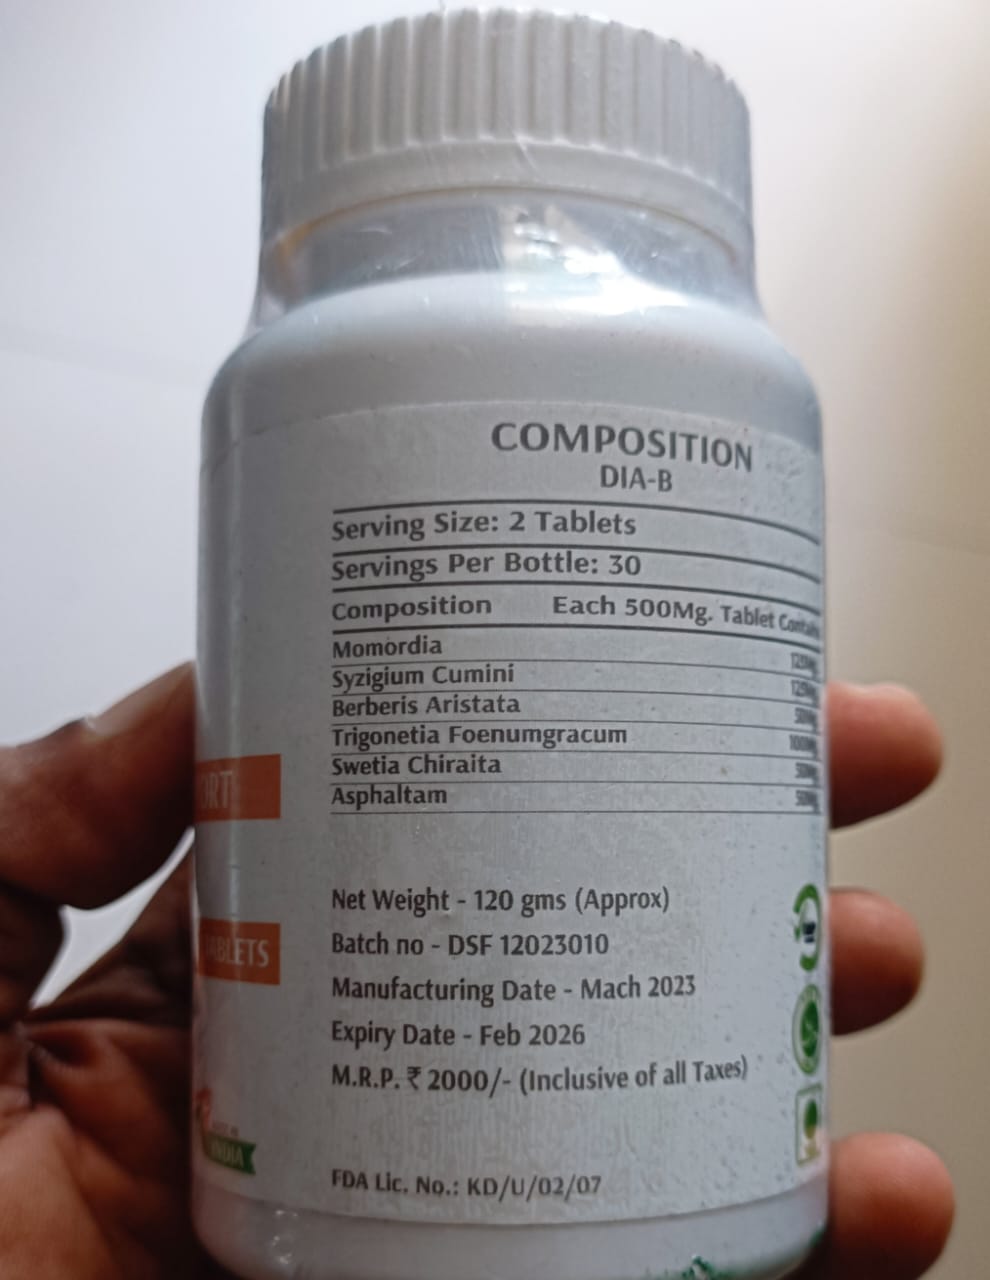 COMPOSITION
DIA-B
Serving Size: 2 Tablets
Servings Per Bottle: 30
Composition Each 500Mg. Tablet
Momordia
Syzigium Cumini
Berberis Aristata
Trigonetia Foenumgracum
Swetia Chiraita
Asphaltam
Net Weight - 120 gms (Approx)
Batch no - DSF 12023010
Manufacturing Date - Mach 2023
Expiry Date - Feb 2026
M.R.P. ₹ 2000/- (Inclusive of all Taxes)
FDA Lic. No.: KD/U/02/07
INDIA